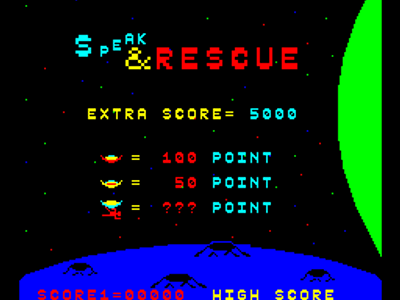 SPEAK
& RESCUE
EXTRA SCORE= 5000
= 100 POINT
= 50 POINT
= ??? POINT
SCORE1=00000 HIGH SCORE